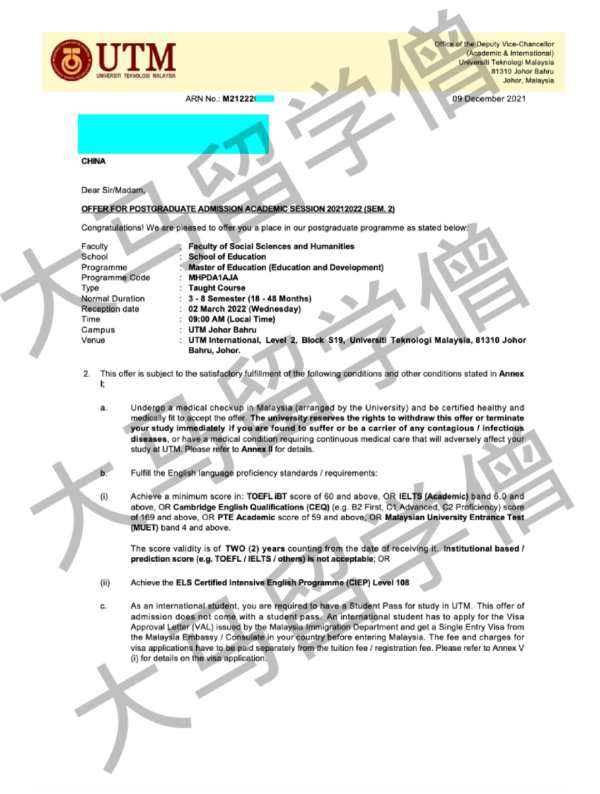 UTM
UNIVERSITI TEKNOLOGI MALAYSIA
Office of the Deputy Vice-Chancellor
(Academic & International)
Universiti Teknologi Malaysia
81310 Johor Bahru
Johor, Malaysia
ARN No.: M21222
09 December 2021
CHINA
Dear Sir/Madam,
OFFER FOR POSTGRADUATE ADMISSION ACADEMIC SESSION 20212022 (SEM. 2)
Congratulations! We are pleased to offer you a place in our postgraduate programme as stated below:
Faculty : Faculty of Social Sciences and Humanities
School : School of Education
Programme : Master of Education (Education and Development)
Programme Code : MHPDA1AJA
Type : Taught Course
Normal Duration : 3 - 8 Semester (18 - 48 Months)
Reception date : 02 March 2022 (Wednesday)
Time : 09:00 AM (Local Time)
Campus : UTM Johor Bahru
Venue : UTM International, Level 2, Block S19, Universiti Teknologi Malaysia, 81310 Johor
Bahru, Johor.
2. This offer is subject to the satisfactory fulfillment of the following conditions and other conditions stated in Annex
I;
a. Undergo a medical checkup in Malaysia (arranged by the University) and be certified healthy and
medically fit to accept the offer. The university reserves the rights to withdraw this offer or terminate
your study immediately if you are found to suffer or be a carrier of any contagious / infectious
diseases, or have a medical condition requiring continuous medical care that will adversely affect your
study at UTM. Please refer to Annex II for details.
b. Fulfill the English language proficiency standards / requirements:
(i) Achieve a minimum score in: TOEFL iBT score of 60 and above, OR IELTS (Academic) band 6.0 and
above, OR Cambridge English Qualifications (CEQ) (e.g. B2 First, C1 Advanced, C2 Proficiency) score
of 169 and above, OR PTE Academic score of 59 and above, OR Malaysian University Entrance Test
(MUET) band 4 and above.
The score validity is of TWO (2) years counting from the date of receiving it. Institutional based /
prediction score (e.g. TOEFL / IELTS / others) is not acceptable; OR
(ii) Achieve the ELS Certified Intensive English Programme (CIEP) Level 108
c. As an international student, you are required to have a Student Pass for study in UTM. This offer of
admission does not come with a student pass. An international student has to apply for the Visa
Approval Letter (VAL) issued by the Malaysia Immigration Department and get a Single Entry Visa from
the Malaysia Embassy / Consulate in your country before entering Malaysia. The fee and charges for
visa applications have to be paid separately from the tuition fee / registration fee. Please refer to Annex V
(i) for details on the visa application.
大马留学僧
大马留学僧
大马留学僧